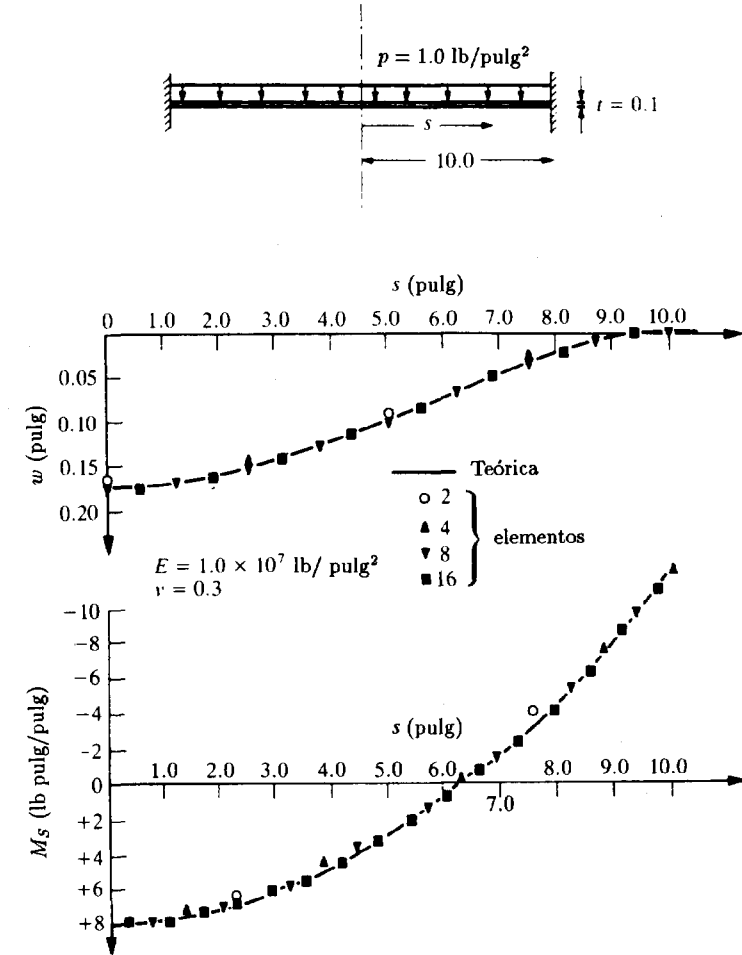 p = 1.0 lb/pulg²
t = 0.1
s
10.0
s (pulg)
0 1.0 2.0 3.0 4.0 5.0 6.0 7.0 8.0 9.0 10.0
0.05
0.10
0.15
0.20
w (pulg)
Teórica
2
4
8
16
elementos
E = 1.0 × 10⁷ lb/ pulg²
ν = 0.3
-10
-8
-6
-4
-2
0
+2
+4
+6
+8
Ms (lb pulg/pulg)
s (pulg)
1.0 2.0 3.0 4.0 5.0 6.0 7.0 8.0 9.0 10.0